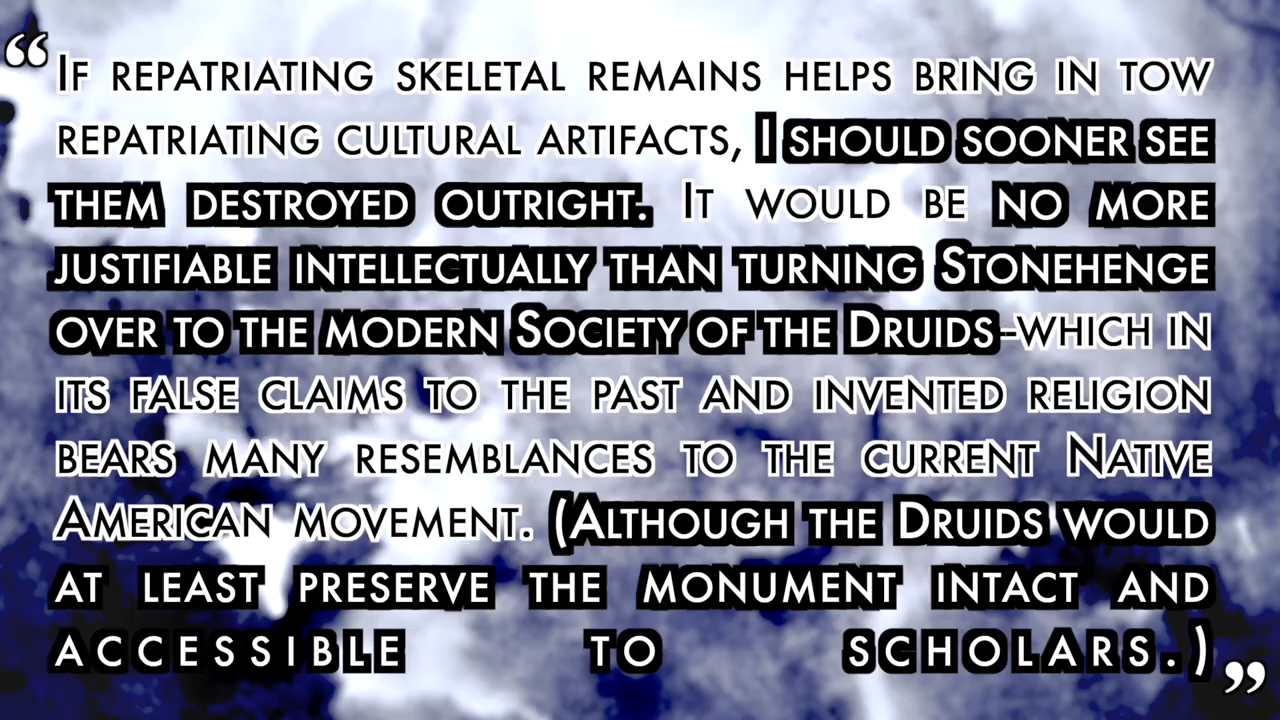 “If repatriating skeletal remains helps bring in tow
repatriating cultural artifacts, I should sooner see
them destroyed outright. It would be no more
justifiable intellectually than turning Stonehenge
over to the modern Society of the Druids–which in
its false claims to the past and invented religion
bears many resemblances to the current Native
American movement. (Although the Druids would
at least preserve the monument intact and
accessible to scholars.)”